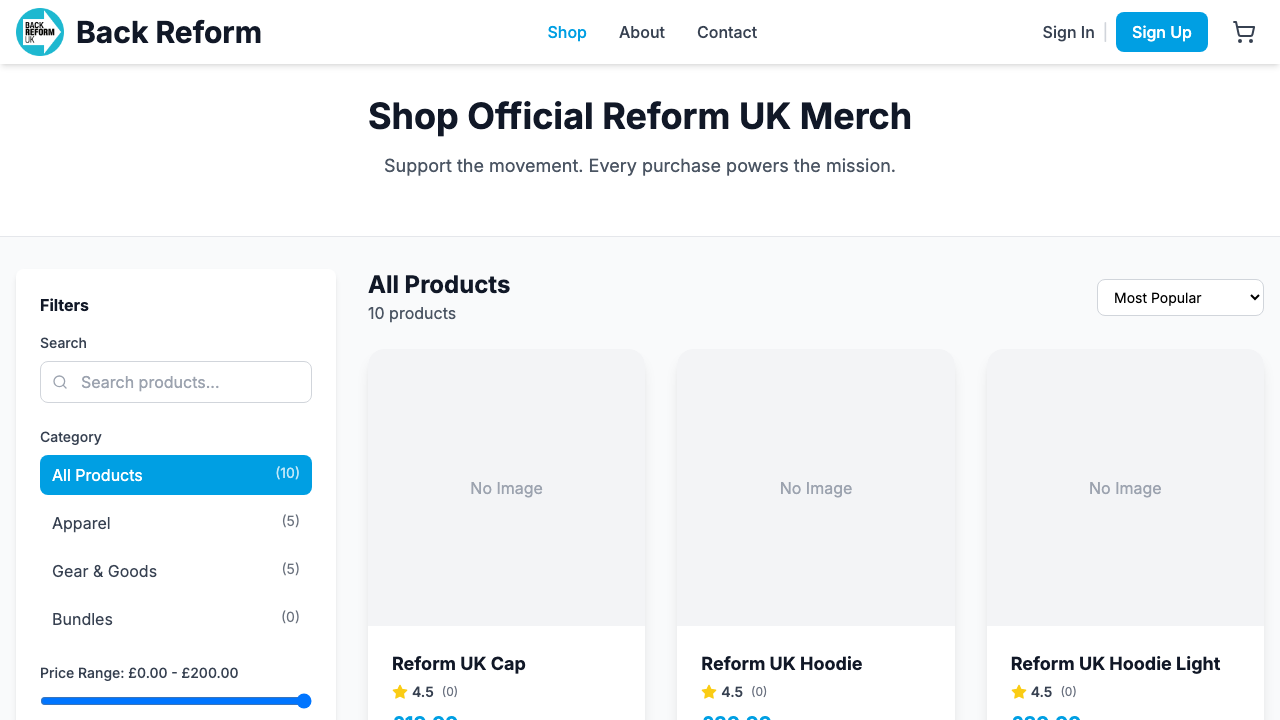 BACK
REFORM
UK
Back Reform
Shop
About
Contact
Sign In
Sign Up
Shop Official Reform UK Merch
Support the movement. Every purchase powers the mission.
Filters
Search
Search products...
Category
All Products (10)
Apparel (5)
Gear & Goods (5)
Bundles (0)
Price Range: £0.00 - £200.00
All Products
10 products
Most Popular
No Image
No Image
No Image
Reform UK Cap
4.5 (0)
Reform UK Hoodie
4.5 (0)
Reform UK Hoodie Light
4.5 (0)